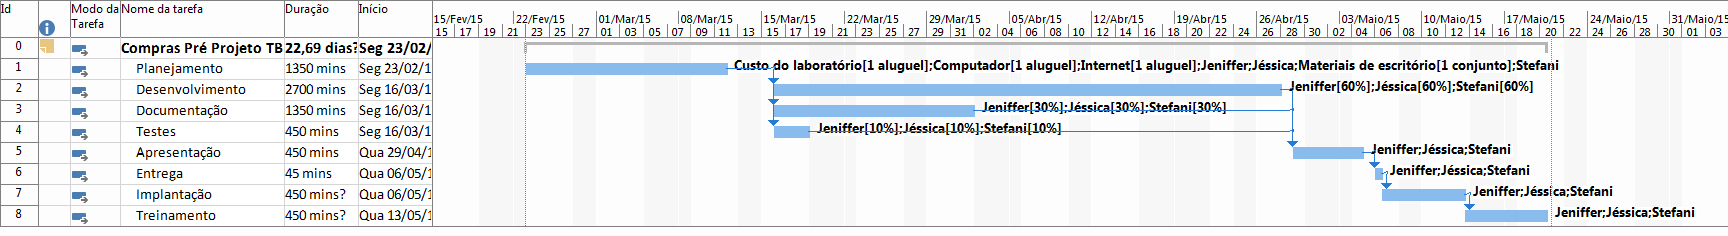 Id Modo da Tarefa Nome da tarefa Duração Início
15/Fev/15 22/Fev/15 01/Mar/15 08/Mar/15 15/Mar/15 22/Mar/15 29/Mar/15 05/Abr/15 12/Abr/15 19/Abr/15 26/Abr/15 03/Maio/15 10/Maio/15 17/Maio/15 24/Maio/15 31/Maio/15
15 17 19 21 23 25 27 01 03 05 07 09 11 13 15 17 19 21 23 25 27 29 31 02 04 06 08 10 12 14 16 18 20 22 24 26 28 30 02 04 06 08 10 12 14 16 18 20 22 24 26 28 30 01 03
0 Compras Pré Projeto TB 22,69 dias? Seg 23/02/
1 Planejamento 1350 mins Seg 23/02/1 Custo do laboratório[1 aluguel];Computador[1 aluguel];Internet[1 aluguel];Jeniffer;Jéssica;Materiais de escritório[1 conjunto];Stefani
2 Desenvolvimento 2700 mins Seg 16/03/1 Jeniffer[60%];Jéssica[60%];Stefani[60%]
3 Documentação 1350 mins Seg 16/03/1 Jeniffer[30%];Jéssica[30%];Stefani[30%]
4 Testes 450 mins Seg 16/03/1 Jeniffer[10%];Jéssica[10%];Stefani[10%]
5 Apresentação 450 mins Qua 29/04/1 Jeniffer;Jéssica;Stefani
6 Entrega 45 mins Qua 06/05/1 Jeniffer;Jéssica;Stefani
7 Implantação 450 mins? Qua 06/05/1 Jeniffer;Jéssica;Stefani
8 Treinamento 450 mins? Qua 13/05/1 Jeniffer;Jéssica;Stefani